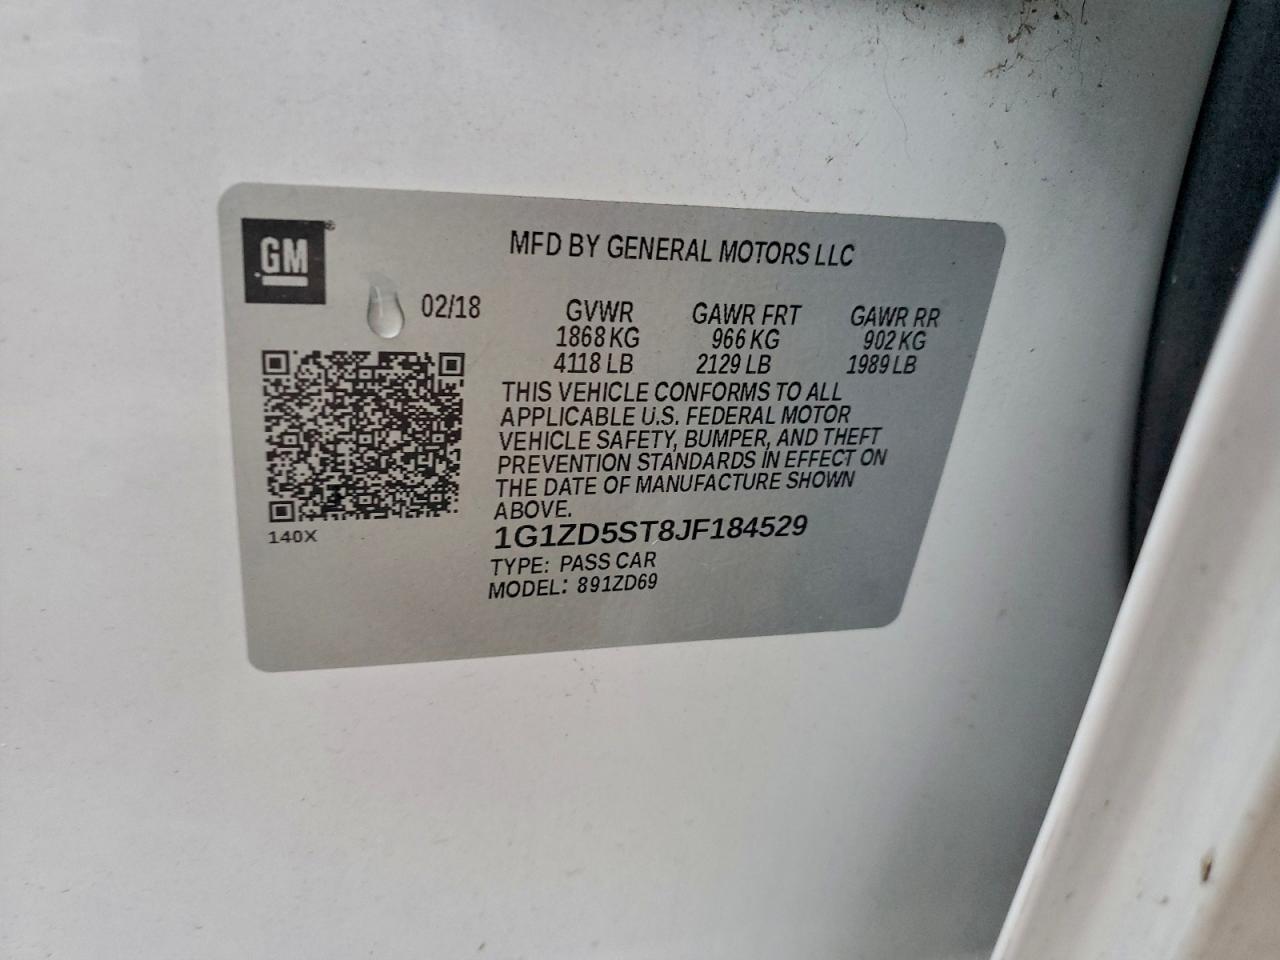 GM
MFD BY GENERAL MOTORS LLC
02/18
GVWR GAWR FRT GAWR RR
1868 KG 966 KG 902 KG
4118 LB 2129 LB 1989 LB
THIS VEHICLE CONFORMS TO ALL
APPLICABLE U.S. FEDERAL MOTOR
VEHICLE SAFETY, BUMPER, AND THEFT
PREVENTION STANDARDS IN EFFECT ON
THE DATE OF MANUFACTURE SHOWN
ABOVE.
1G1ZD5ST8JF184529
TYPE: PASS CAR
MODEL: 891ZD69
140X